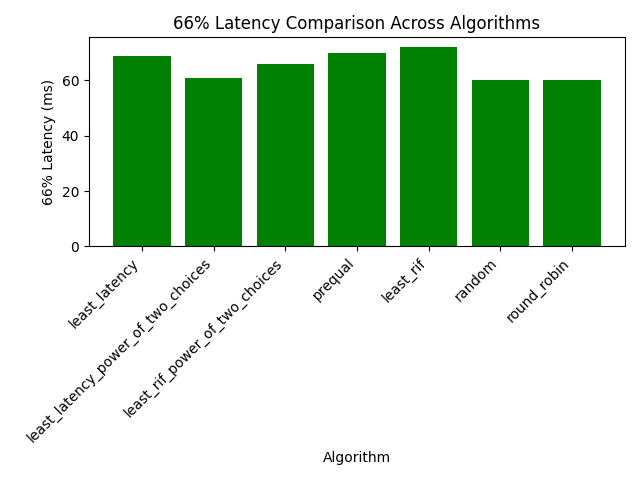 66% Latency Comparison Across Algorithms
66% Latency (ms)
60
40
20
0
least_latency
least_latency_power_of_two_choices
least_rif_power_of_two_choices
prequal
least_rif
random
round_robin
Algorithm